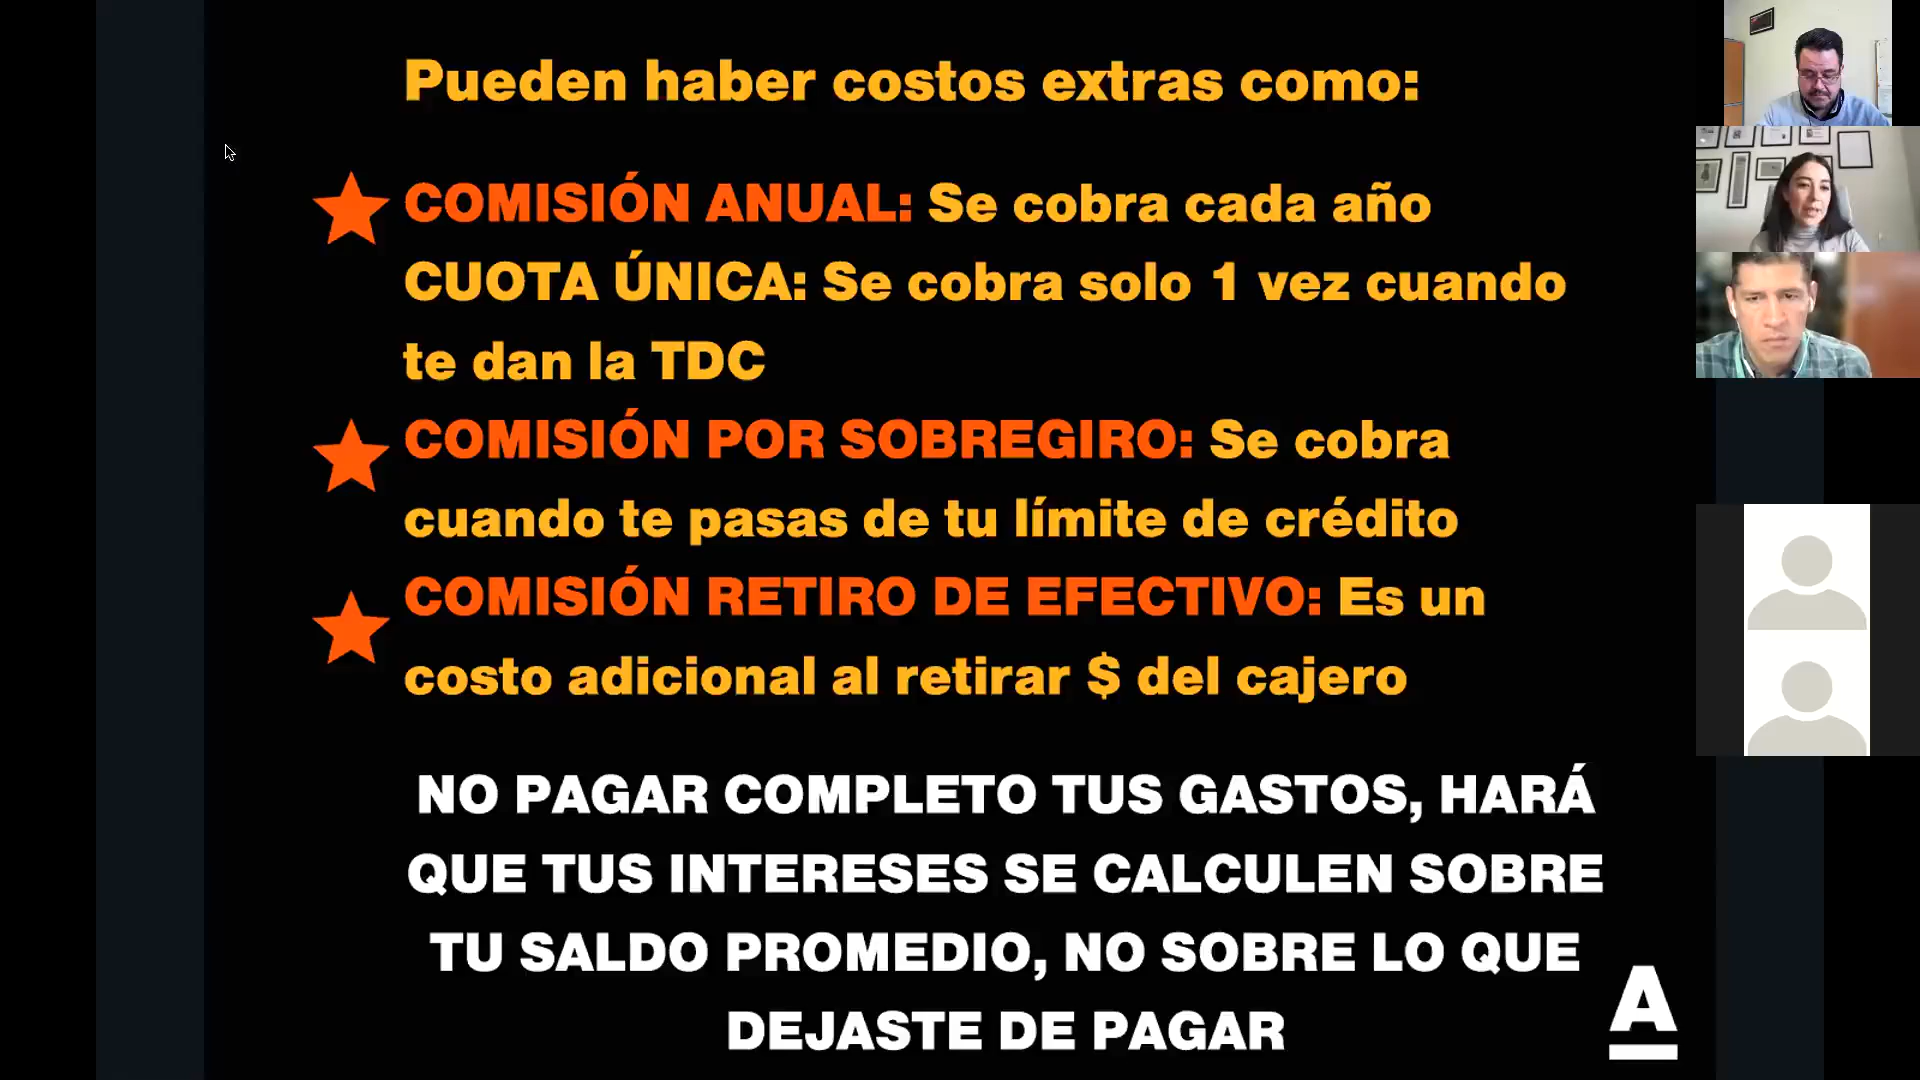 Pueden haber costos extras como:
COMISIÓN ANUAL: Se cobra cada año
CUOTA ÚNICA: Se cobra solo 1 vez cuando
te dan la TDC
COMISIÓN POR SOBREGIRO: Se cobra
cuando te pasas de tu límite de crédito
COMISIÓN RETIRO DE EFECTIVO: Es un
costo adicional al retirar $ del cajero
NO PAGAR COMPLETO TUS GASTOS, HARÁ
QUE TUS INTERESES SE CALCULEN SOBRE
TU SALDO PROMEDIO, NO SOBRE LO QUE
DEJASTE DE PAGAR
A